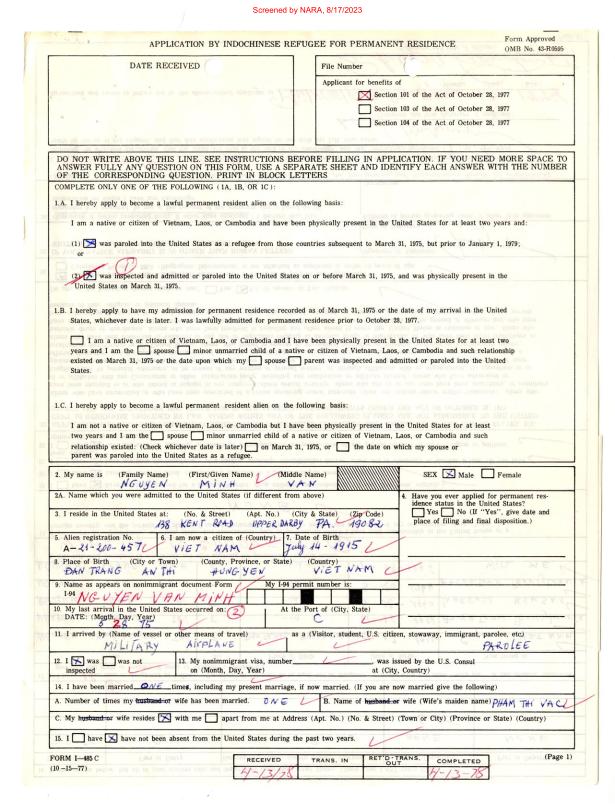 Screened by NARA, 8/17/2023
APPLICATION BY INDOCHINESE REFUGEE FOR PERMANENT RESIDENCE
Form Approved
OMB No. 43-R0595
DATE RECEIVED
File Number
Applicant for benefits of
Section 101 of the Act of October 28, 1977
Section 103 of the Act of October 28, 1977
Section 104 of the Act of October 28, 1977
DO NOT WRITE ABOVE THIS LINE. SEE INSTRUCTIONS BEFORE FILLING IN APPLICATION. IF YOU NEED MORE SPACE TO
ANSWER FULLY ANY QUESTION ON THIS FORM, USE A SEPARATE SHEET AND IDENTIFY EACH ANSWER WITH THE NUMBER
OF THE CORRESPONDING QUESTION. PRINT IN BLOCK LETTERS
COMPLETE ONLY ONE OF THE FOLLOWING (1A, 1B, OR 1C):
1.A. I hereby apply to become a lawful permanent resident alien on the following basis:
I am a native or citizen of Vietnam, Laos, or Cambodia and have been physically present in the United States for at least two years and:
(1) was paroled into the United States as a refugee from those countries subsequent to March 31, 1975, but prior to January 1, 1979;
or
1
(2) was inspected and admitted or paroled into the United States on or before March 31, 1975, and was physically present in the
United States on March 31, 1975.
1.B. I hereby apply to have my admission for permanent residence recorded as of March 31, 1975 or the date of my arrival in the United
States, whichever date is later. I was lawfully admitted for permanent residence prior to October 28, 1977.
I am a native or citizen of Vietnam, Laos, or Cambodia and I have been physically present in the United States for at least two
years and I am the spouse minor unmarried child of a native or citizen of Vietnam, Laos, or Cambodia and such relationship
existed on March 31, 1975 or the date upon which my spouse parent was inspected and admitted or paroled into the United
States.
1.C. I hereby apply to become a lawful permanent resident alien on the following basis:
I am not a native or citizen of Vietnam, Laos, or Cambodia but I have been physically present in the United States for at least
two years and I am the spouse minor unmarried child of a native or citizen of Vietnam, Laos, or Cambodia and such
relationship existed: (Check whichever date is later) on March 31, 1975, or the date on which my spouse or
parent was paroled into the United States as a refugee.
2. My name is (Family Name) (First/Given Name) (Middle Name)
NGUYEN MINH VAN
SEX Male Female
2A. Name which you were admitted to the United States (if different from above)
4. Have you ever applied for permanent res-
idence status in the United States?
Yes No (If "Yes", give date and
place of filing and final disposition.)
3. I reside in the United States at: (No. & Street) (Apt. No.) (City & State) (Zip Code)
138 KENT ROAD UPPER DARBY PA. 19082
5. Alien registration No. 6. I am now a citizen of (Country) 7. Date of Birth
A-21-200-457 VIET NAM July 14-1915
8. Place of Birth (City or Town) (County, Province, or State) (Country)
DAN TRANG AN THI HUNG YEN VIET NAM
9. Name as appears on nonimmigrant document Form My I-94 permit number is:
I-94 NGUYEN VAN MINH
10. My last arrival in the United States occurred on: 2 At the Port of (City, State)
DATE: (Month, Day, Year)
5 28 75 C
11. I arrived by (Name of vessel or other means of travel) as a (Visitor, student, U.S. citizen, stowaway, immigrant, parolee, etc.)
MILITARY AIRPLANE PAROLEE
12. I was was not
inspected
13. My nonimmigrant visa, number , was issued by the U.S. Consul
on (Month, Day, Year) at (City, Country)
14. I have been married ONE times, including my present marriage, if now married. (If you are now married give the following)
A. Number of times my husband or wife has been married. ONE B. Name of husband or wife (Wife's maiden name) PHAM THI VACL
C. My husband or wife resides with me apart from me at Address (Apt. No.) (No. & Street) (Town or City) (Province or State) (Country)
15. I have have not been absent from the United States during the past two years.
FORM I-485 C
(10-15-77)
RECEIVED TRANS. IN RET'D-TRANS. OUT COMPLETED
4-13/78 4-13-78
(Page 1)